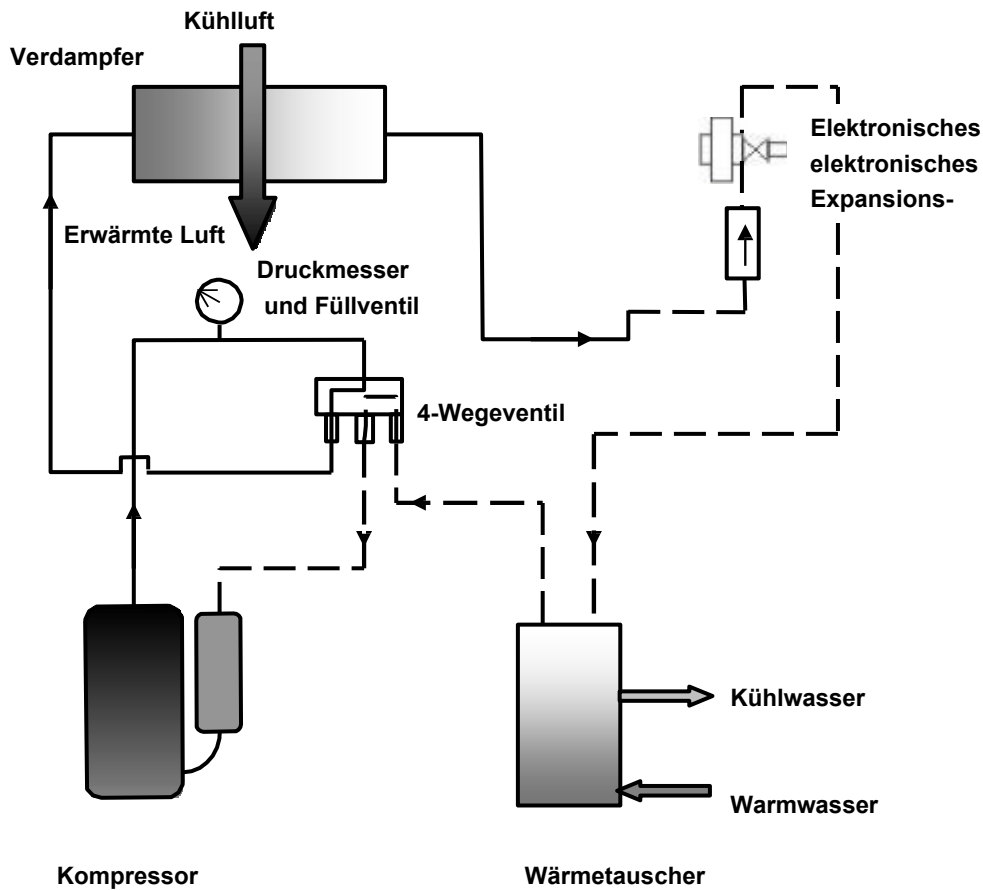 Kühlluft
Verdampfer
Elektronisches
elektronisches
Expansions-
Erwärmte Luft
Druckmesser
und Füllventil
4-Wegeventil
Kühlwasser
Warmwasser
Kompressor
Wärmetauscher